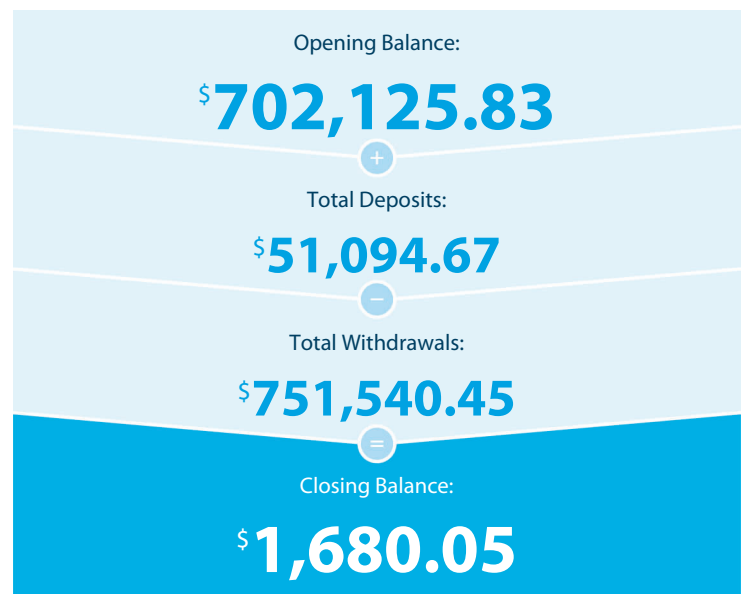 Opening Balance:
$702,125.83
+
Total Deposits:
$51,094.67
−
Total Withdrawals:
$751,540.45
=
Closing Balance:
$1,680.05